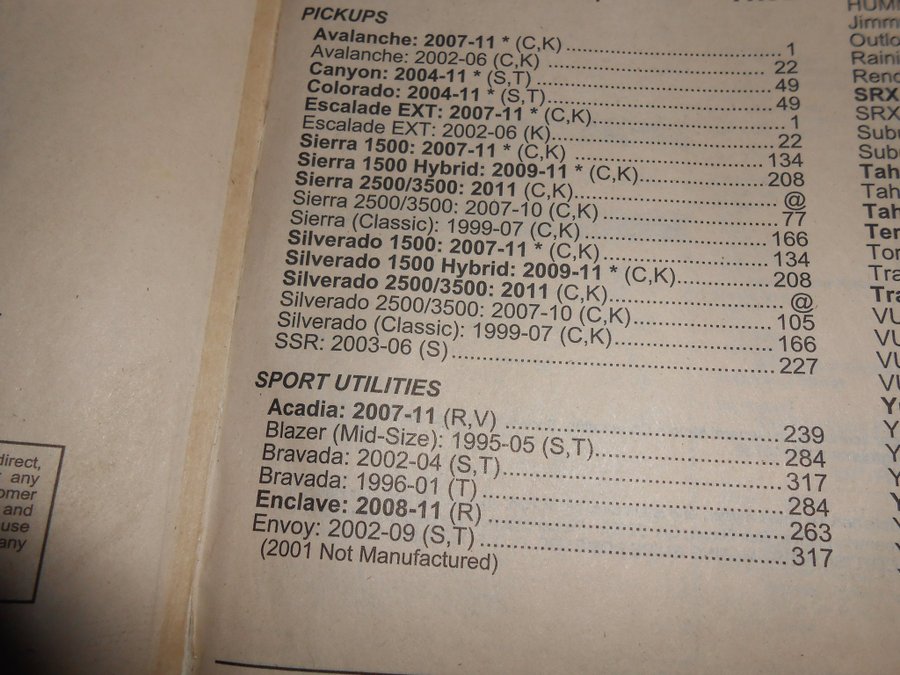 direct,
any
omer
and
use
any
PICKUPS
Avalanche: 2007-11 * (C,K) ........ 1
Avalanche: 2002-06 (C,K) ........ 22
Canyon: 2004-11 * (S,T) ........ 49
Colorado: 2004-11 * (S,T) ........ 49
Escalade EXT: 2007-11 * (C,K) ........ 1
Escalade EXT: 2002-06 (K) ........ 22
Sierra 1500: 2007-11 * (C,K) ........ 134
Sierra 1500 Hybrid: 2009-11 * (C,K) ........ 208
Sierra 2500/3500: 2011 (C,K) ........ @
Sierra 2500/3500: 2007-10 (C,K) ........ 77
Sierra (Classic): 1999-07 (C,K) ........ 166
Silverado 1500: 2007-11 * (C,K) ........ 134
Silverado 1500 Hybrid: 2009-11 * (C,K) ........ 208
Silverado 2500/3500: 2011 (C,K) ........ @
Silverado 2500/3500: 2007-10 (C,K) ........ 105
Silverado (Classic): 1999-07 (C,K) ........ 166
SSR: 2003-06 (S) ........ 227
SPORT UTILITIES
Acadia: 2007-11 (R,V) ........ 239
Blazer (Mid-Size): 1995-05 (S,T) ........ 284
Bravada: 2002-04 (S,T) ........ 317
Bravada: 1996-01 (T) ........ 284
Enclave: 2008-11 (R) ........ 263
Envoy: 2002-09 (S,T) ........ 317
(2001 Not Manufactured)
Jimm
Outlo
Raini
SRX
SRX
Subu
Tah
Tah
Tah
Ter
Tor
Tra
Tra
VU
VU
VU
VU